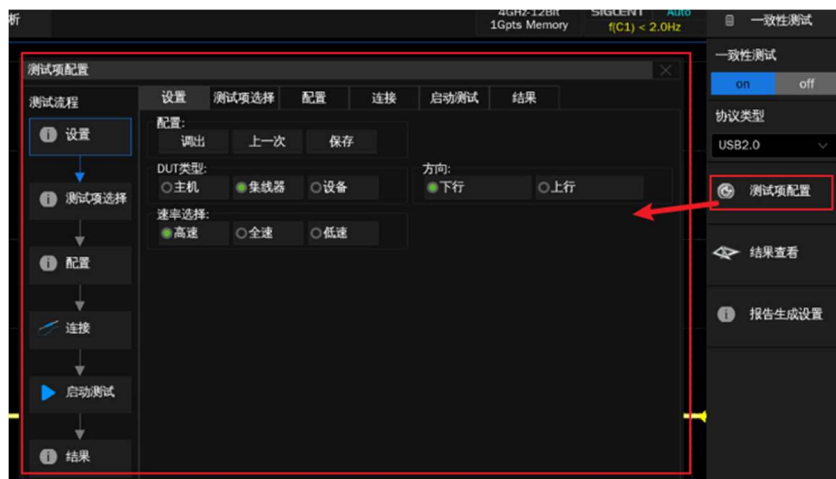 析
4GHz-12Bit
1Gpts Memory
SIGLENT Auto
f(C1) < 2.0Hz
一致性测试
一致性测试
on off
协议类型
USB2.0
测试项配置
结果查看
报告生成设置
测试项配置
测试流程
设置
测试项选择
配置
连接
启动测试
结果
设置 测试项选择 配置 连接 启动测试 结果
配置:
调出 上一次 保存
DUT类型: 方向:
主机 集线器 设备 下行 上行
速率选择:
高速 全速 低速